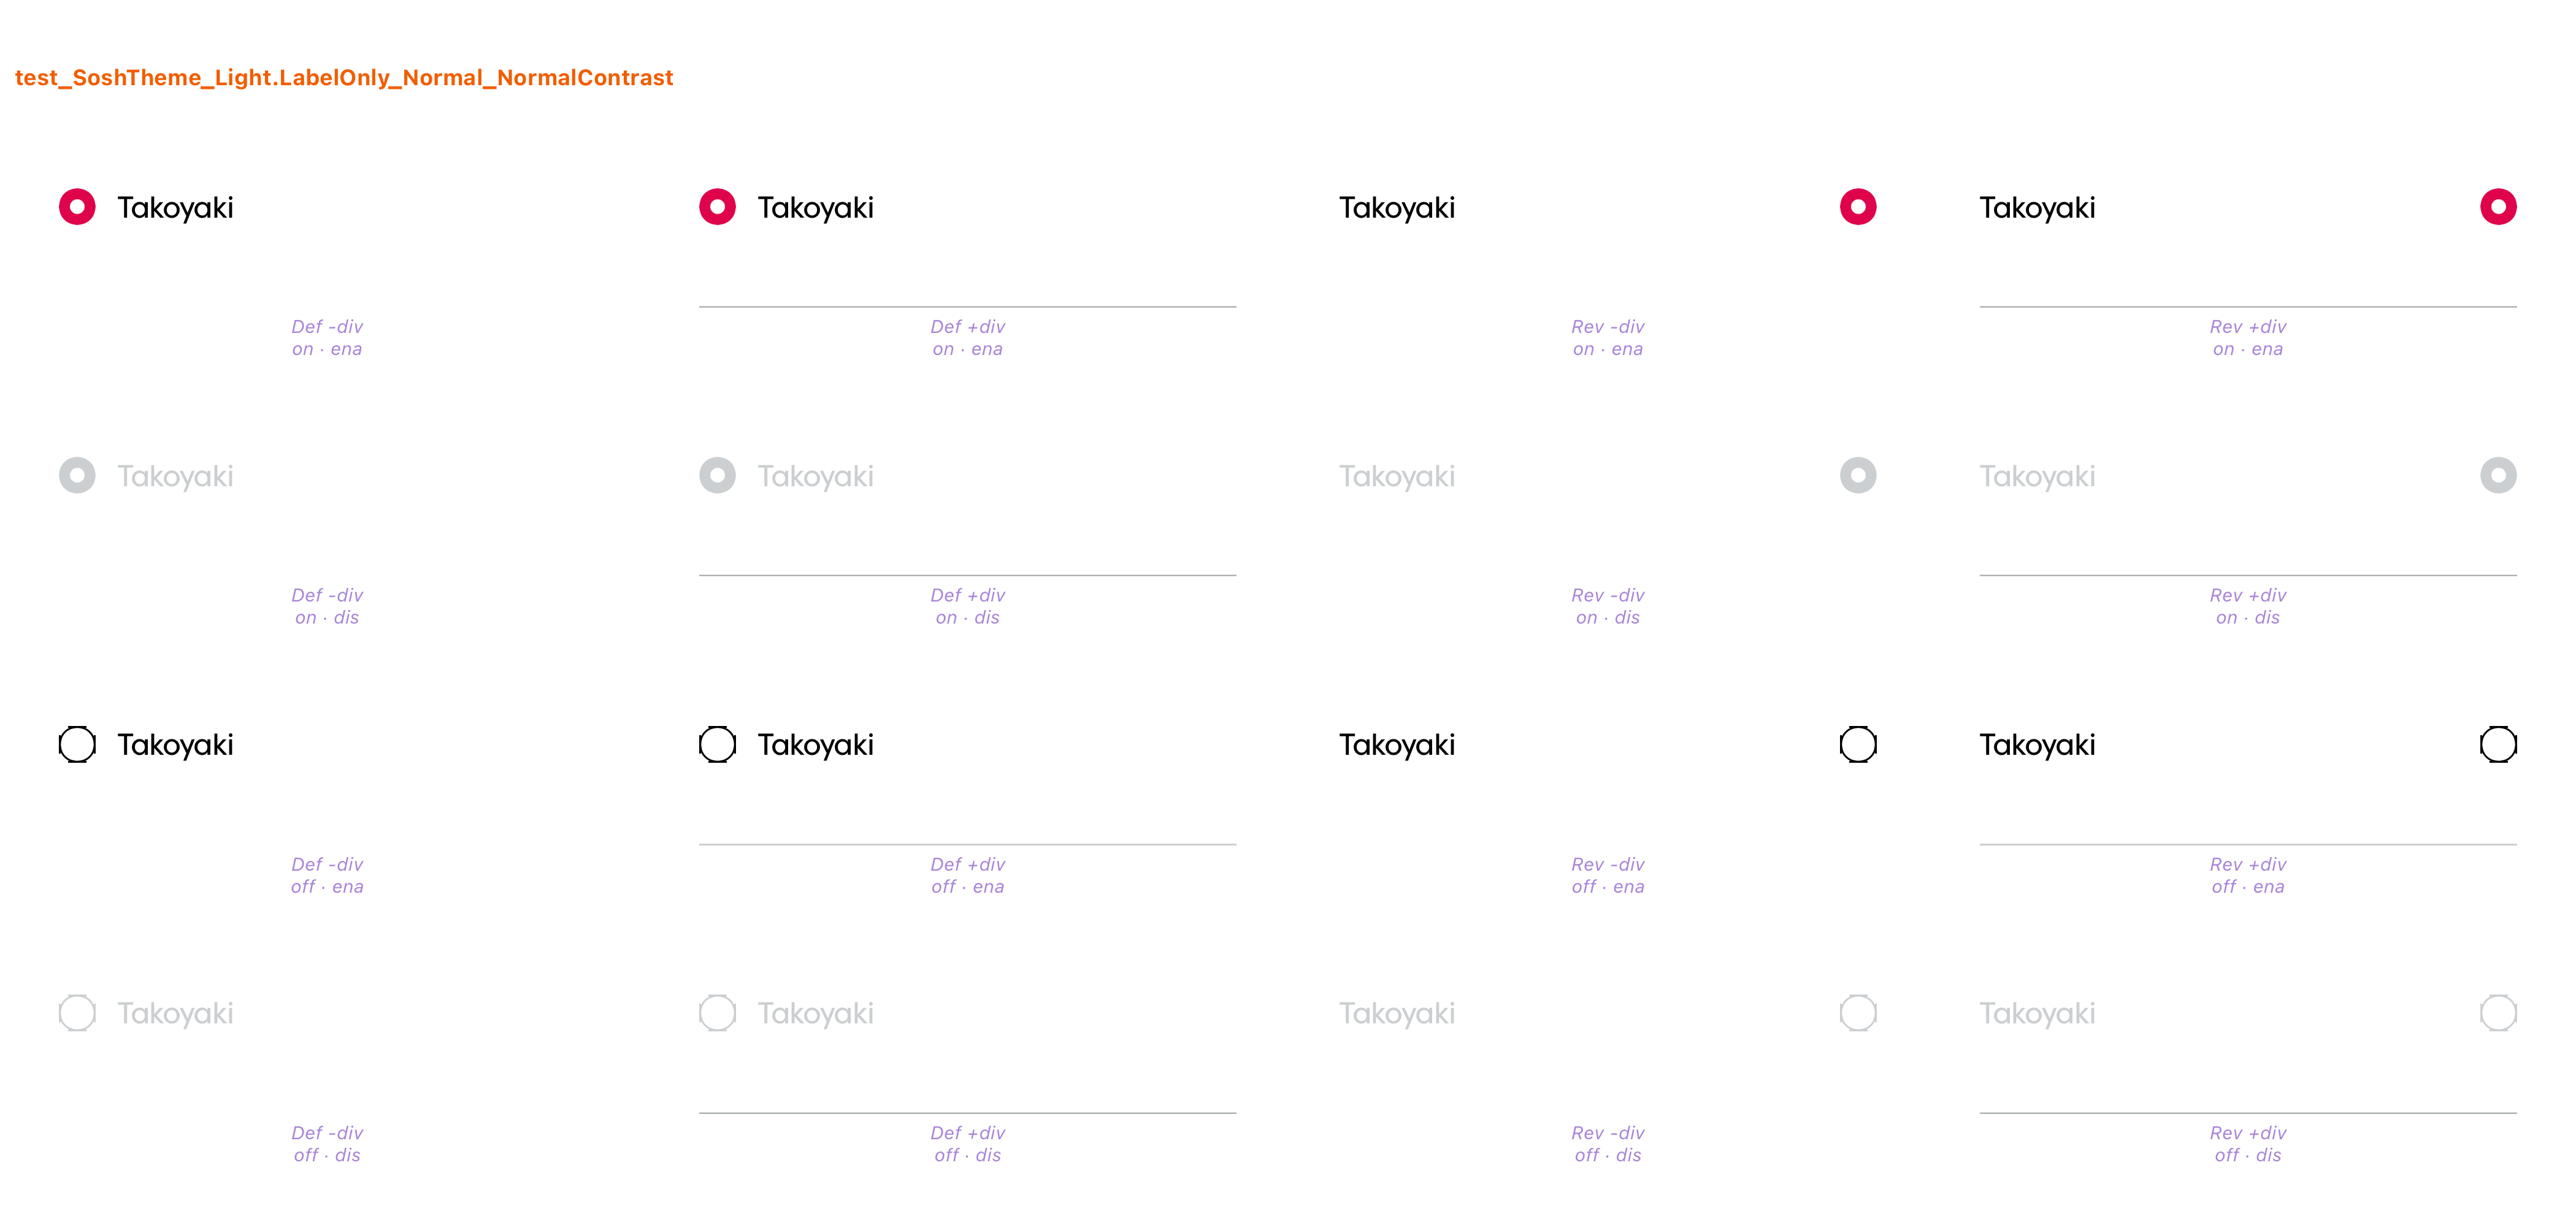 test_SoshTheme_Light.LabelOnly_Normal_NormalContrast
Takoyaki
Takoyaki
Takoyaki
Takoyaki
Def -div
on · ena
Def +div
on · ena
Rev -div
on · ena
Rev +div
on · ena
Takoyaki
Takoyaki
Takoyaki
Takoyaki
Def -div
on · dis
Def +div
on · dis
Rev -div
on · dis
Rev +div
on · dis
Takoyaki
Takoyaki
Takoyaki
Takoyaki
Def -div
off · ena
Def +div
off · ena
Rev -div
off · ena
Rev +div
off · ena
Takoyaki
Takoyaki
Takoyaki
Takoyaki
Def -div
off · dis
Def +div
off · dis
Rev -div
off · dis
Rev +div
off · dis